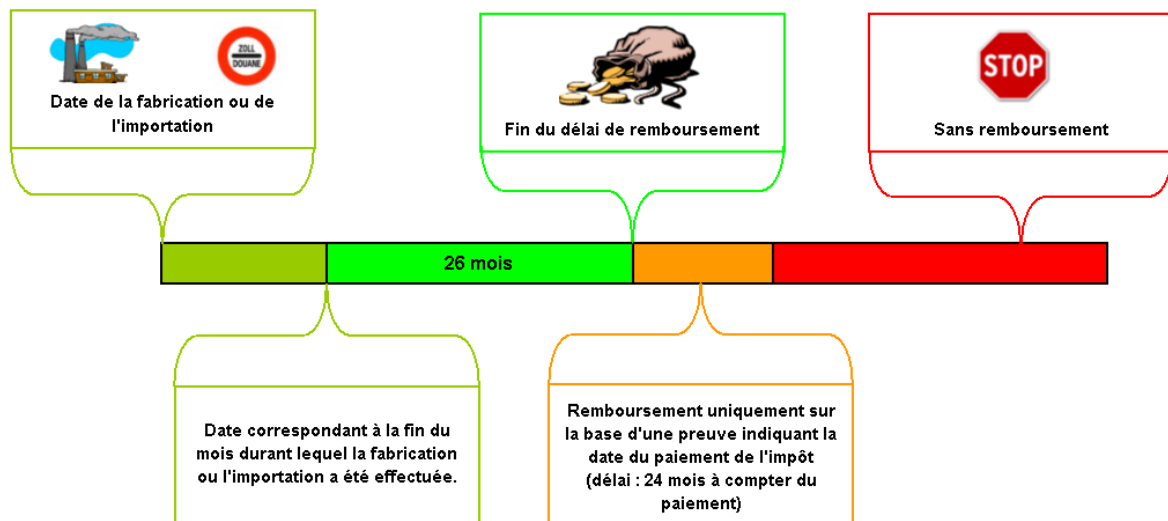 ZOLL
DOUANE
Date de la fabrication ou de
l'importation
Fin du délai de remboursement
STOP
Sans remboursement
26 mois
Date correspondant à la fin du
mois durant lequel la fabrication
ou l'importation a été effectuée.
Remboursement uniquement sur
la base d'une preuve indiquant la
date du paiement de l'impôt
(délai : 24 mois à compter du
paiement)